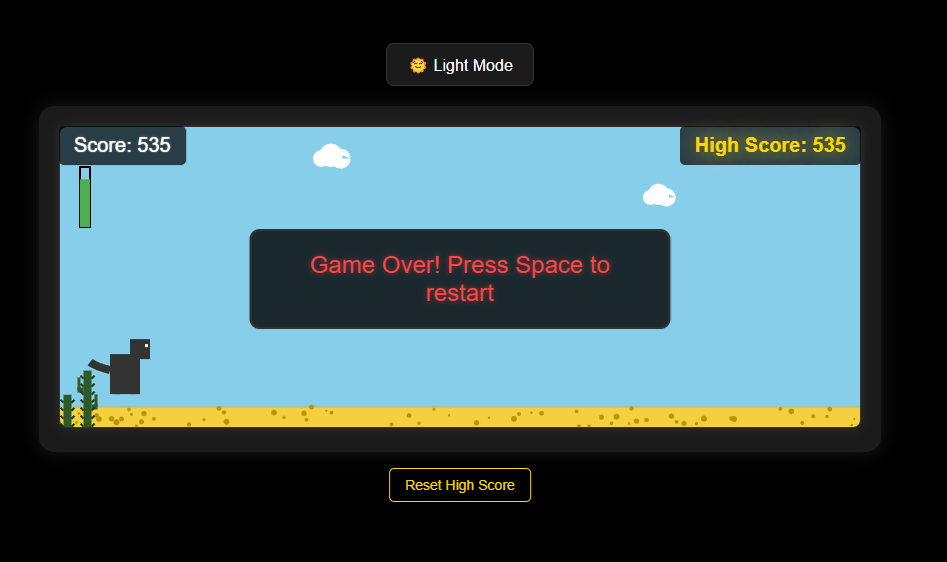 🌞 Light Mode
Score: 535
High Score: 535
Game Over! Press Space to
restart
Reset High Score